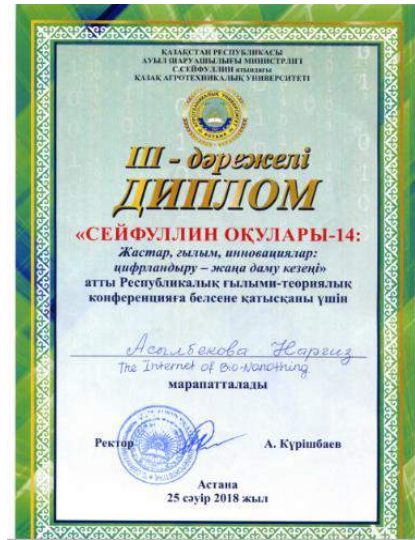 ҚАЗАҚСТАН РЕСПУБЛИКАСЫ
АУЫЛ ШАРУАШЫЛЫҒЫ МИНИСТРЛІГІ
С.СЕЙФУЛЛИН атындағы
ҚАЗАҚ АГРОТЕХНИКАЛЫҚ УНИВЕРСИТЕТІ
III - дәрежелі
ДИПЛОМ
«СЕЙФУЛЛИН ОҚУЛАРЫ-14:
Жастар, ғылым, инновациялар:
цифрландыру – жаңа даму кезеңі»
атты Республикалық ғылыми-теориялық
конференцияға белсене қатысқаны үшін
Асылбекова Наргиз
The Internet of Bio-Nanothing
марапатталады
Ректор
А. Күрішбаев
Астана
25 сәуір 2018 жыл